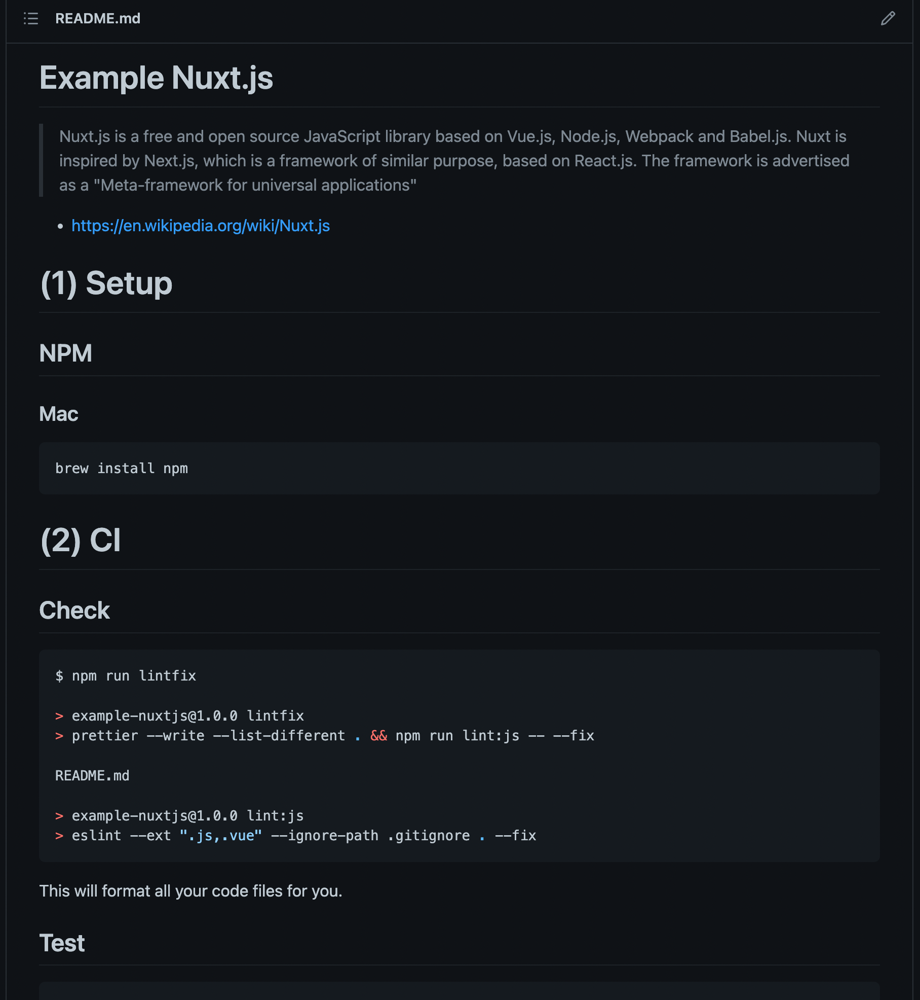 README.md
Example Nuxt.js
Nuxt.js is a free and open source JavaScript library based on Vue.js, Node.js, Webpack and Babel.js. Nuxt is
inspired by Next.js, which is a framework of similar purpose, based on React.js. The framework is advertised
as a "Meta-framework for universal applications"
• https://en.wikipedia.org/wiki/Nuxt.js
(1) Setup
NPM
Mac
brew install npm
(2) CI
Check
$ npm run lintfix
> example-nuxtjs@1.0.0 lintfix
> prettier --write --list-different . && npm run lint:js -- --fix
README.md
> example-nuxtjs@1.0.0 lint:js
> eslint --ext ".js,.vue" --ignore-path .gitignore . --fix
This will format all your code files for you.
Test